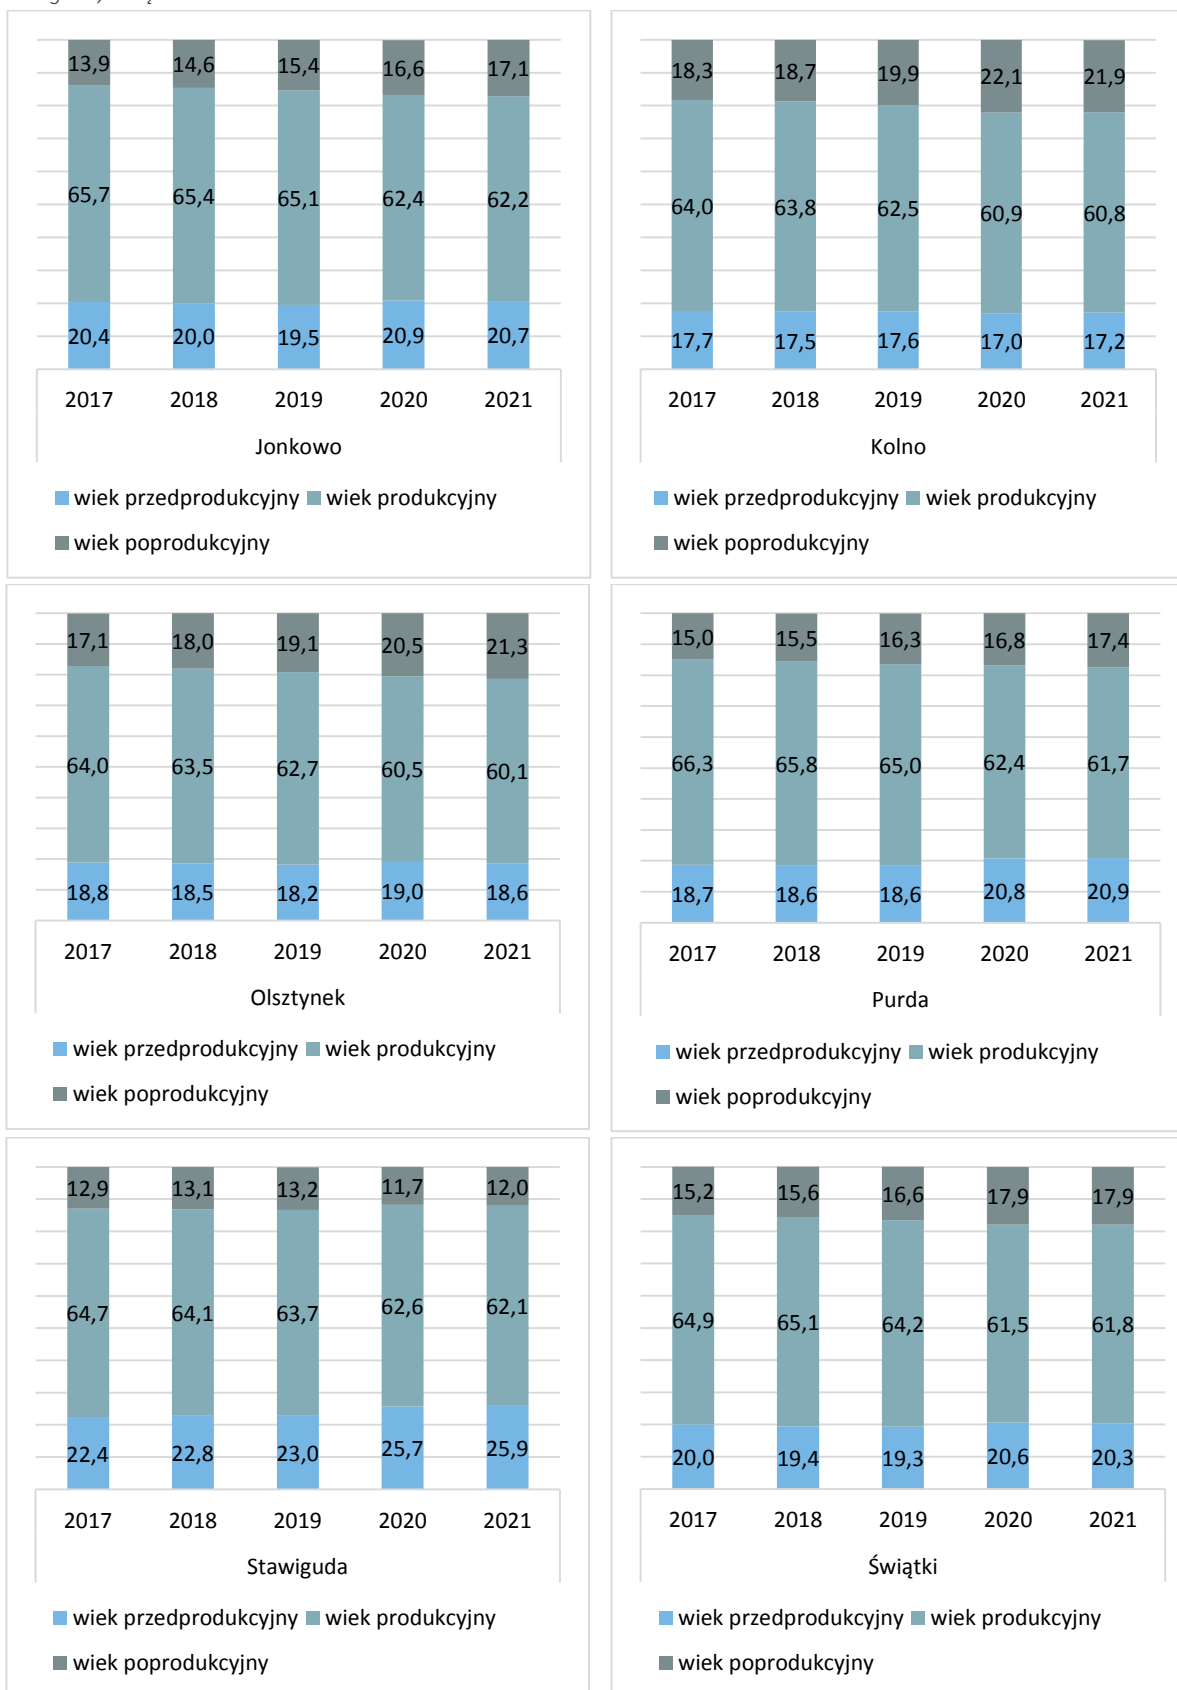 13,9 14,6 15,4 16,6 17,1
65,7 65,4 65,1 62,4 62,2
20,4 20,0 19,5 20,9 20,7
2017 2018 2019 2020 2021
Jonkowo
wiek przedprodukcyjny wiek produkcyjny
wiek poprodukcyjny
18,3 18,7 19,9 22,1 21,9
64,0 63,8 62,5 60,9 60,8
17,7 17,5 17,6 17,0 17,2
2017 2018 2019 2020 2021
Kolno
wiek przedprodukcyjny wiek produkcyjny
wiek poprodukcyjny
17,1 18,0 19,1 20,5 21,3
64,0 63,5 62,7 60,5 60,1
18,8 18,5 18,2 19,0 18,6
2017 2018 2019 2020 2021
Olsztynek
wiek przedprodukcyjny wiek produkcyjny
wiek poprodukcyjny
15,0 15,5 16,3 16,8 17,4
66,3 65,8 65,0 62,4 61,7
18,7 18,6 18,6 20,8 20,9
2017 2018 2019 2020 2021
Purda
wiek przedprodukcyjny wiek produkcyjny
wiek poprodukcyjny
12,9 13,1 13,2 11,7 12,0
64,7 64,1 63,7 62,6 62,1
22,4 22,8 23,0 25,7 25,9
2017 2018 2019 2020 2021
Stawiguda
wiek przedprodukcyjny wiek produkcyjny
wiek poprodukcyjny
15,2 15,6 16,6 17,9 17,9
64,9 65,1 64,2 61,5 61,8
20,0 19,4 19,3 20,6 20,3
2017 2018 2019 2020 2021
Świątki
wiek przedprodukcyjny wiek produkcyjny
wiek poprodukcyjny